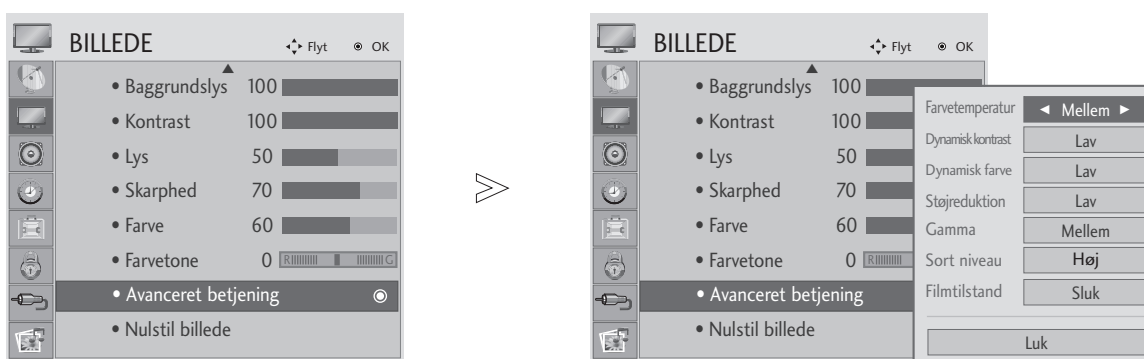 BILLEDE Flyt OK
• Baggrundslys 100
• Kontrast 100
• Lys 50
• Skarphed 70
• Farve 60
• Farvetone 0 R G
• Avanceret betjening
• Nulstil billede
BILLEDE Flyt OK
• Baggrundslys 100
• Kontrast 100
• Lys 50
• Skarphed 70
• Farve 60
• Farvetone 0 R
• Avanceret betjening
• Nulstil billede
Farvetemperatur ◄ Mellem ►
Dynamisk kontrast Lav
Dynamisk farve Lav
Støjreduktion Lav
Gamma Mellem
Sort niveau Høj
Filmtilstand Sluk
Luk